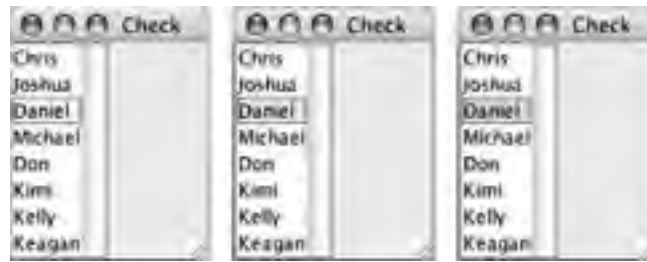 Check
Chris
Joshua
Daniel
Michael
Don
Kimi
Kelly
Keagan
Check
Chris
Joshua
Daniel
Michael
Don
Kimi
Kelly
Keagan
Check
Chris
Joshua
Daniel
Michael
Don
Kimi
Kelly
Keagan